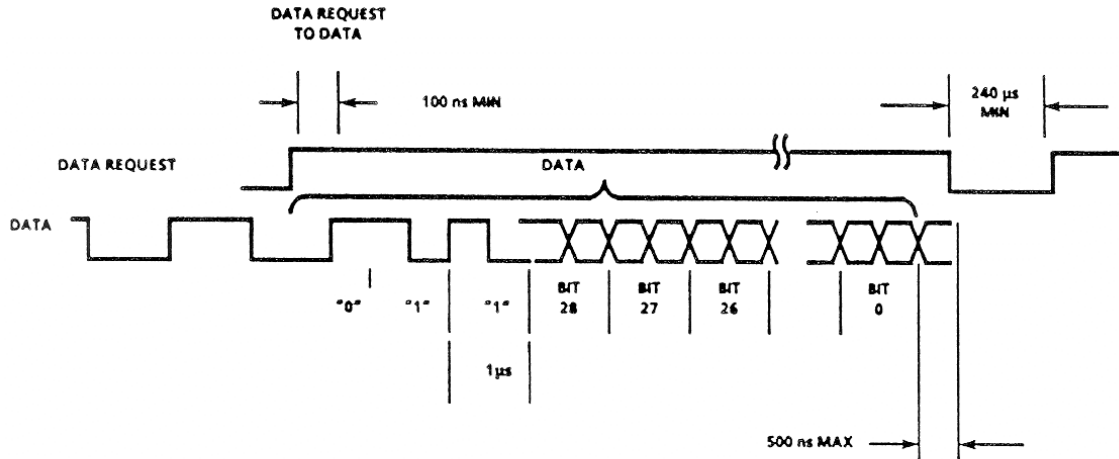 DATA REQUEST
TO DATA
100 ns MIN
240 µs
MIN
DATA REQUEST
DATA
DATA
"0"
"1"
"1"
BIT
28
BIT
27
BIT
26
BIT
0
1µs
500 ns MAX